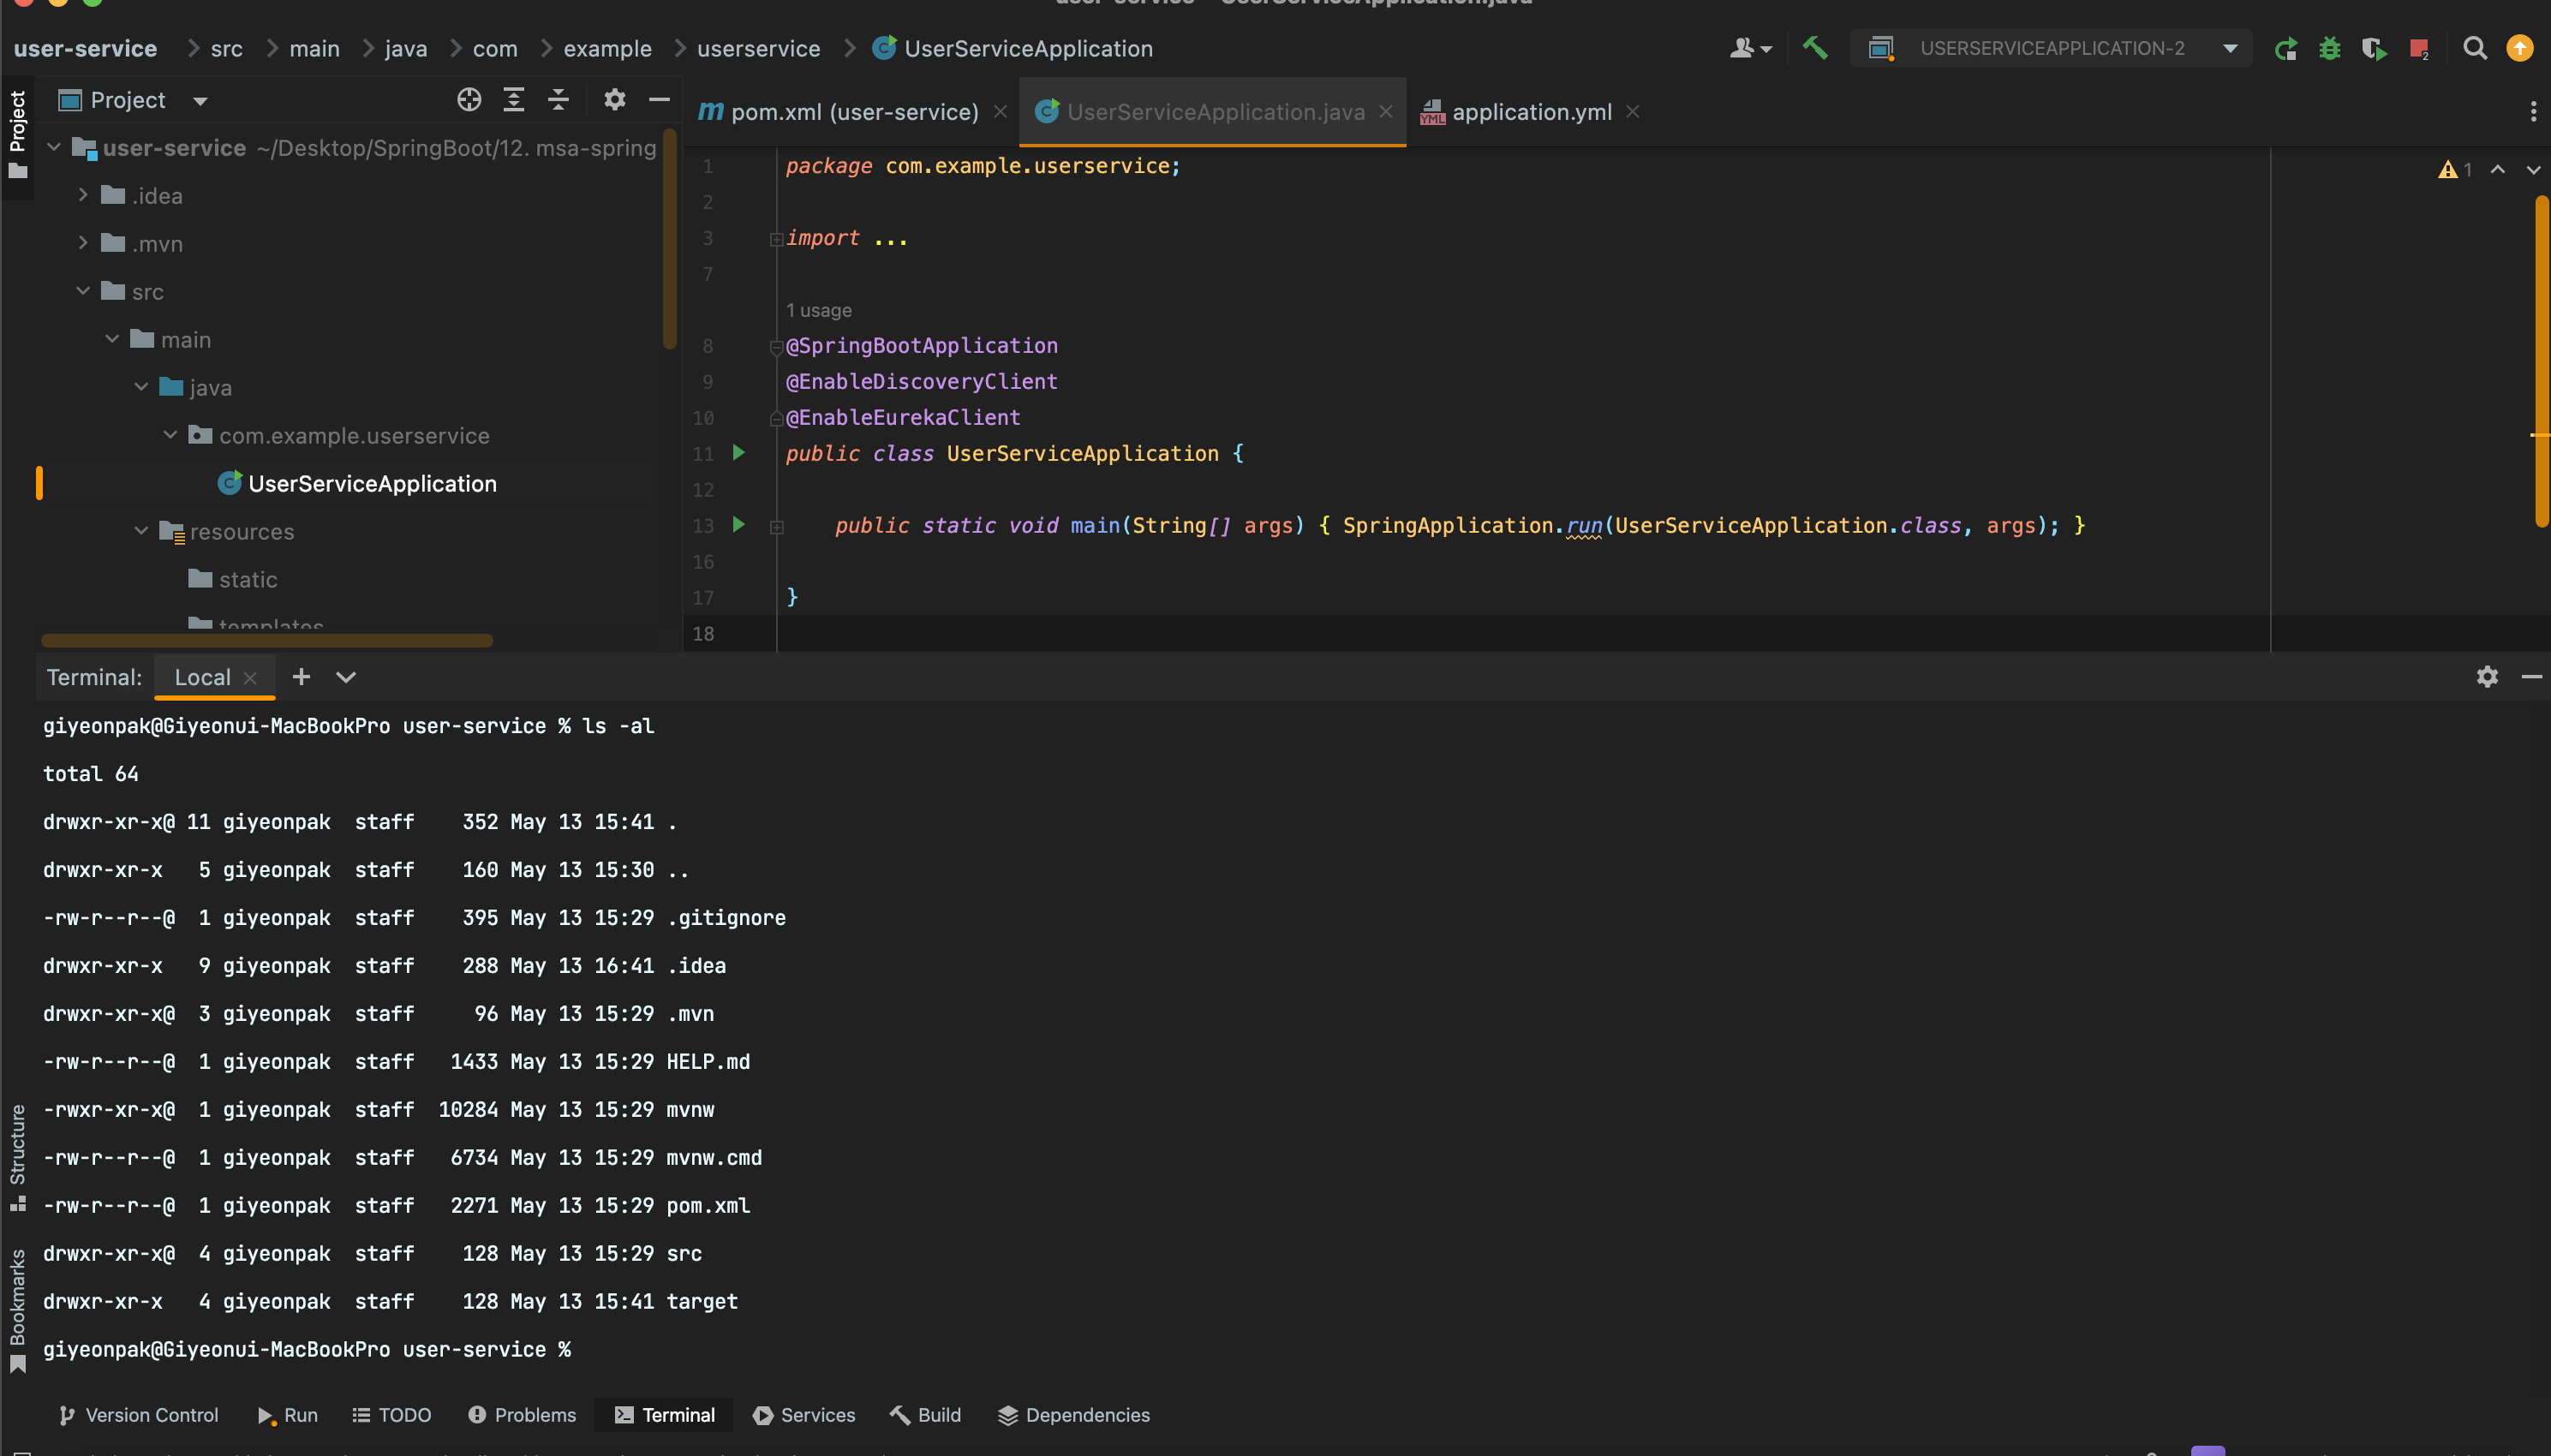 user-service – UserServiceApplication.java
user-service > src > main > java > com > example > userservice > UserServiceApplication
USERSERVICEAPPLICATION-2
2
Project
Project
pom.xml (user-service)
UserServiceApplication.java
YML application.yml
user-service ~/Desktop/SpringBoot/12. msa-spring
.idea
.mvn
src
main
java
com.example.userservice
UserServiceApplication
resources
static
templates
1 package com.example.userservice;
2
3 import ...
7
1 usage
8 @SpringBootApplication
9 @EnableDiscoveryClient
10 @EnableEurekaClient
11 public class UserServiceApplication {
12
13 public static void main(String[] args) { SpringApplication.run(UserServiceApplication.class, args); }
16
17 }
18
1
Terminal: Local
giyeonpak@Giyeonui-MacBookPro user-service % ls -al
total 64
drwxr-xr-x@ 11 giyeonpak  staff    352 May 13 15:41 .
drwxr-xr-x   5 giyeonpak  staff    160 May 13 15:30 ..
-rw-r--r--@  1 giyeonpak  staff    395 May 13 15:29 .gitignore
drwxr-xr-x   9 giyeonpak  staff    288 May 13 16:41 .idea
drwxr-xr-x@  3 giyeonpak  staff     96 May 13 15:29 .mvn
-rw-r--r--@  1 giyeonpak  staff   1433 May 13 15:29 HELP.md
-rwxr-xr-x@  1 giyeonpak  staff  10284 May 13 15:29 mvnw
-rw-r--r--@  1 giyeonpak  staff   6734 May 13 15:29 mvnw.cmd
-rw-r--r--@  1 giyeonpak  staff   2271 May 13 15:29 pom.xml
drwxr-xr-x@  4 giyeonpak  staff    128 May 13 15:29 src
drwxr-xr-x   4 giyeonpak  staff    128 May 13 15:41 target
giyeonpak@Giyeonui-MacBookPro user-service %
Structure
Bookmarks
Version Control Run TODO Problems Terminal Services Build Dependencies